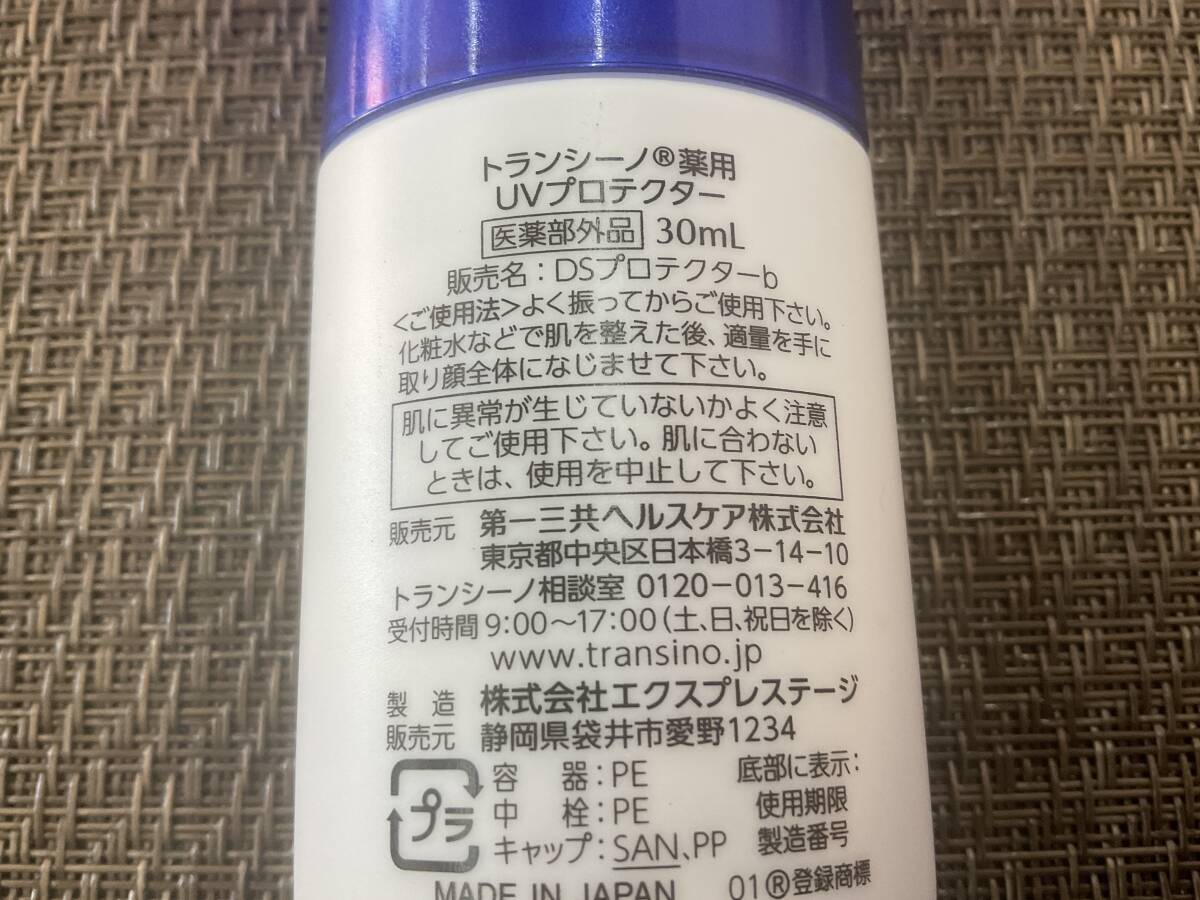 トランシーノ®薬用
UVプロテクター
医薬部外品 30mL
販売名：DSプロテクターb
<ご使用法>よく振ってからご使用下さい。
化粧水などで肌を整えた後、適量を手に
取り顔全体になじませて下さい。
肌に異常が生じていないかよく注意
してご使用下さい。肌に合わない
ときは、使用を中止して下さい。
販売元 第一三共ヘルスケア株式会社
東京都中央区日本橋3-14-10
トランシーノ相談室 0120-013-416
受付時間 9:00〜17:00(土、日、祝日を除く)
www.transino.jp
製造 株式会社エクスプレステージ
販売元 静岡県袋井市愛野1234
プラ
容器：PE
中栓：PE
キャップ：SAN、PP
底部に表示：
使用期限
製造番号
MADE IN JAPAN 01 ®登録商標